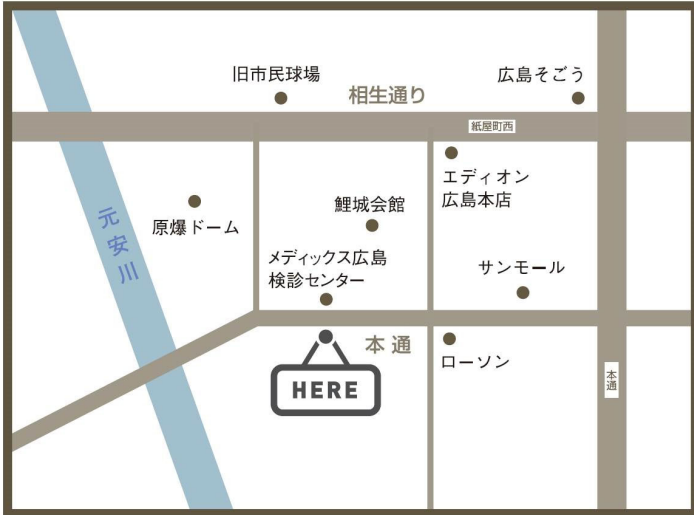 旧市民球場
広島そごう
相生通り
紙屋町西
エディオン
広島本店
原爆ドーム
鯉城会館
元安川
メディックス広島
検診センター
サンモール
本通
ローソン
本通
HERE